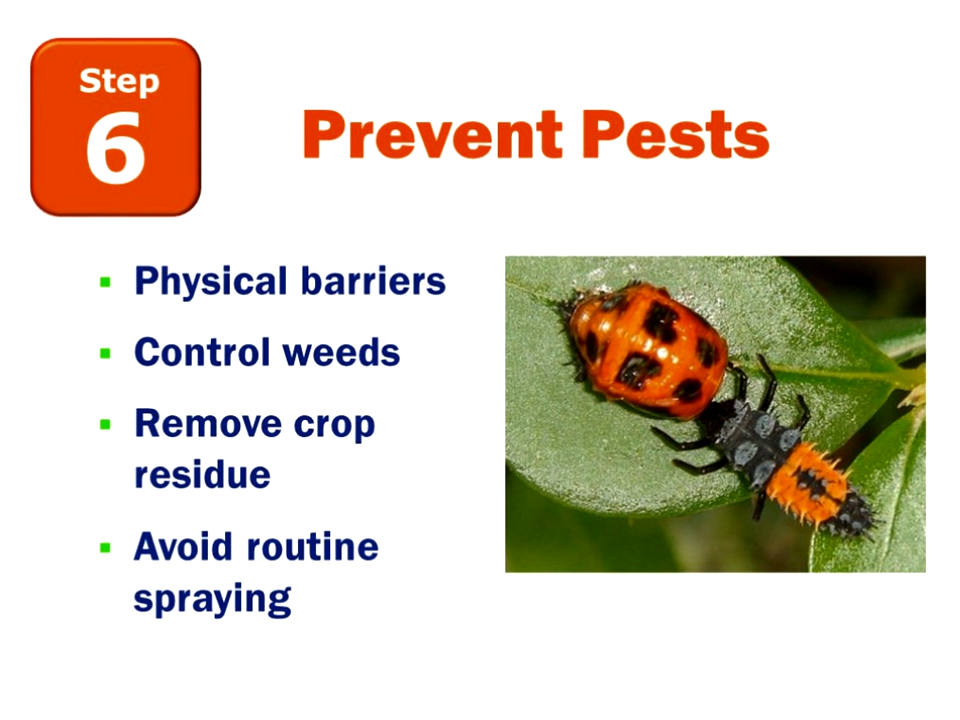 Step
6
Prevent Pests
Physical barriers
Control weeds
Remove crop
residue
Avoid routine
spraying